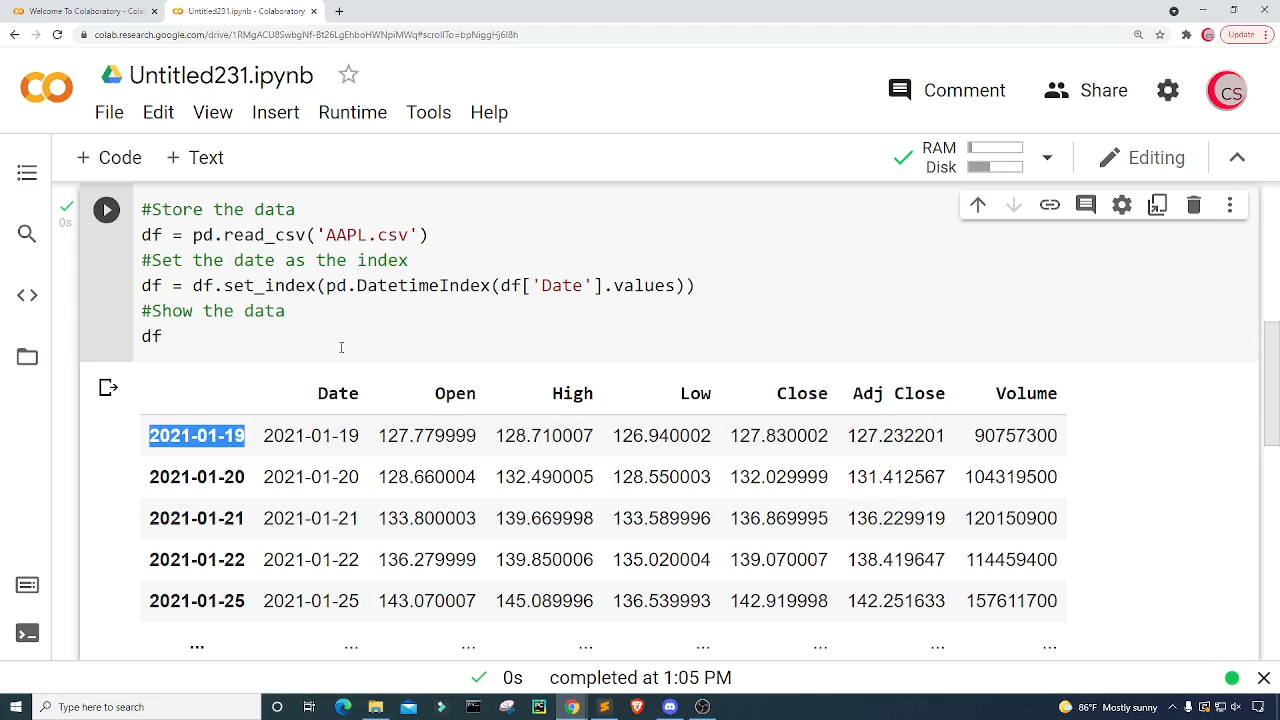 Welcome To Colaboratory - Colal
Untitled231.ipynb - Colaboratory
colab.research.google.com/drive/1RMgACU8SwbgNf-Bt26LgEhboHWNpiMWq#scrollTo=bpNiggHj6I8h
Update
Untitled231.ipynb
Comment
Share
CS
File Edit View Insert Runtime Tools Help
+ Code + Text
RAM
Disk
Editing
0s
#Store the data
df = pd.read_csv('AAPL.csv')
#Set the date as the index
df = df.set_index(pd.DatetimeIndex(df['Date'].values))
#Show the data
df
Date Open High Low Close Adj Close Volume
2021-01-19 2021-01-19 127.779999 128.710007 126.940002 127.830002 127.232201 90757300
2021-01-20 2021-01-20 128.660004 132.490005 128.550003 132.029999 131.412567 104319500
2021-01-21 2021-01-21 133.800003 139.669998 133.589996 136.869995 136.229919 120150900
2021-01-22 2021-01-22 136.279999 139.850006 135.020004 139.070007 138.419647 114459400
2021-01-25 2021-01-25 143.070007 145.089996 136.539993 142.919998 142.251633 157611700
... ... ... ... ... ... ... ...
0s completed at 1:05 PM
Type here to search
88°F Mostly sunny